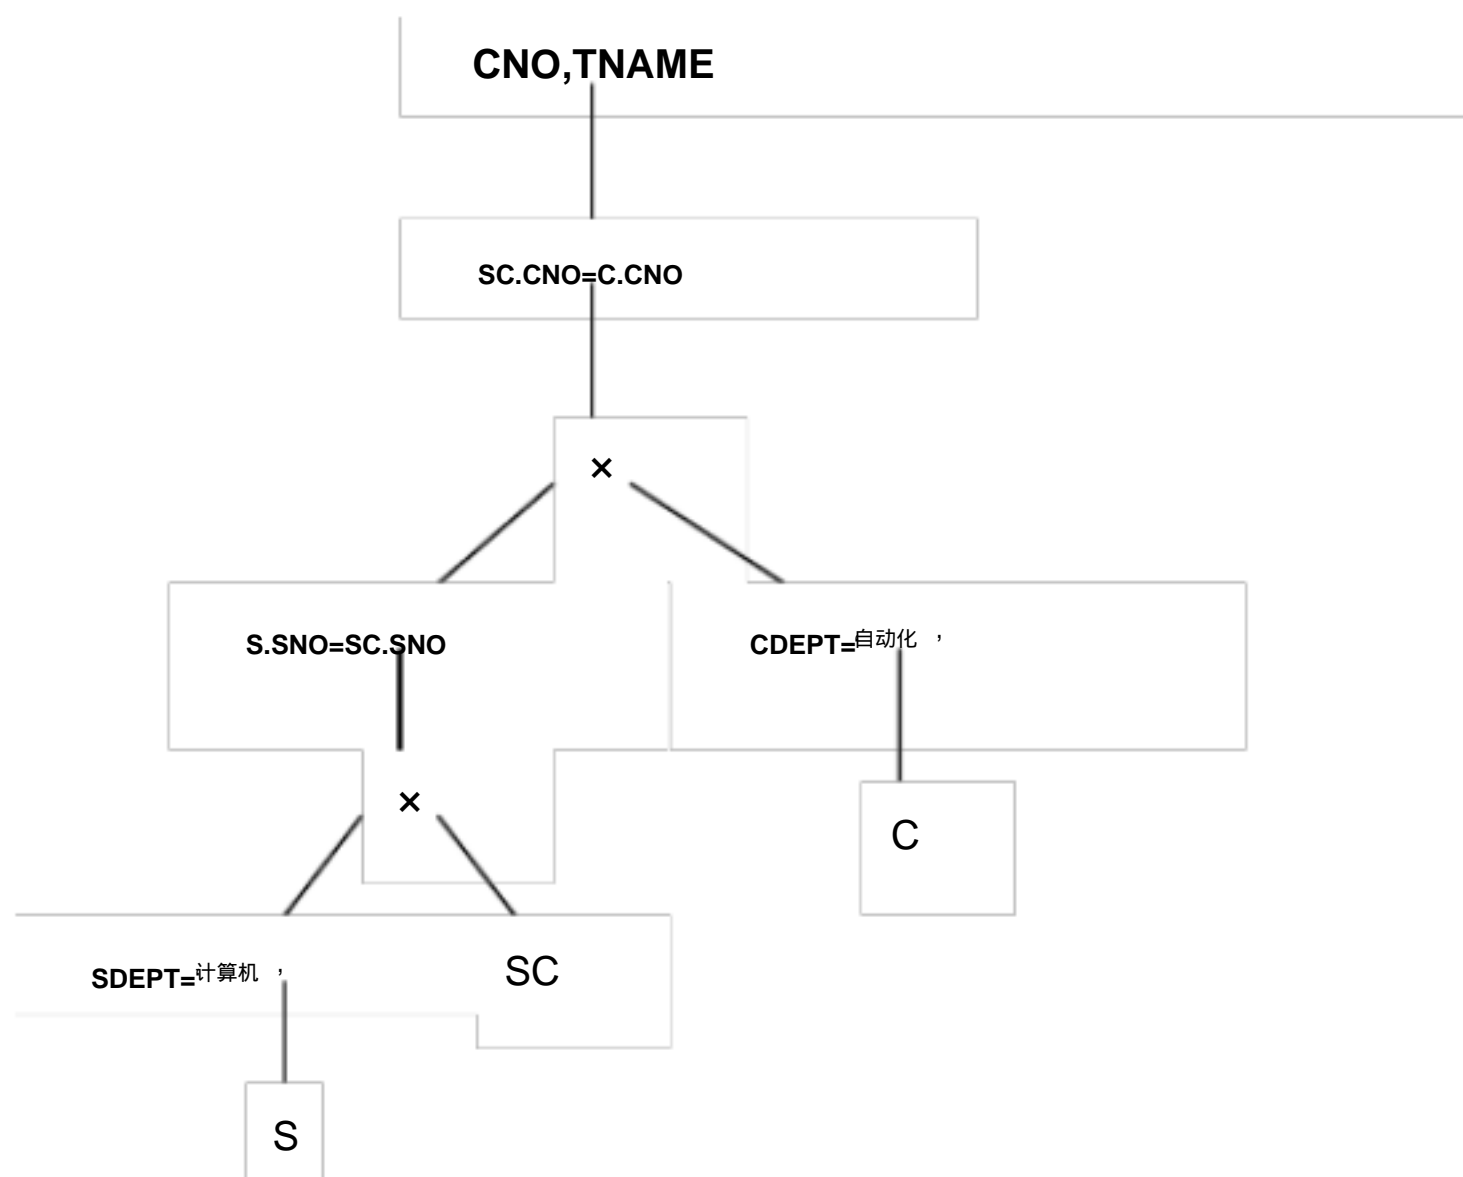 CNO,TNAME
SC.CNO=C.CNO
×
S.SNO=SC.SNO
CDEPT=自动化 ，
×
C
SDEPT=计算机 ，
SC
S